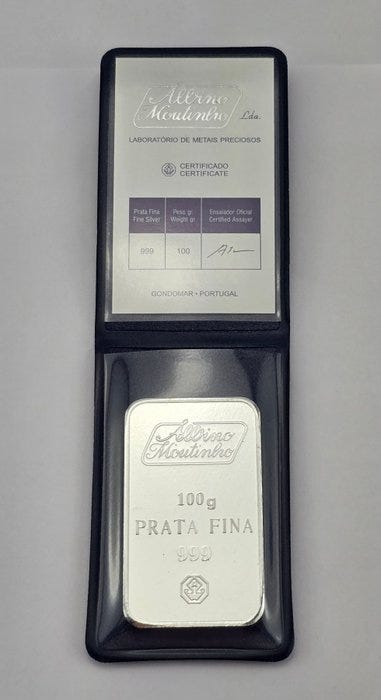 Albino
Moutinho Lda.
LABORATÓRIO DE METAIS PRECIOSOS
CERTIFICADO
CERTIFICATE
Prata Fina Peso gr. Ensaiador Oficial
Fine Silver Weight gr Certified Assayer
999 100
GONDOMAR • PORTUGAL
Albino
Moutinho
100g
PRATA FINA
999